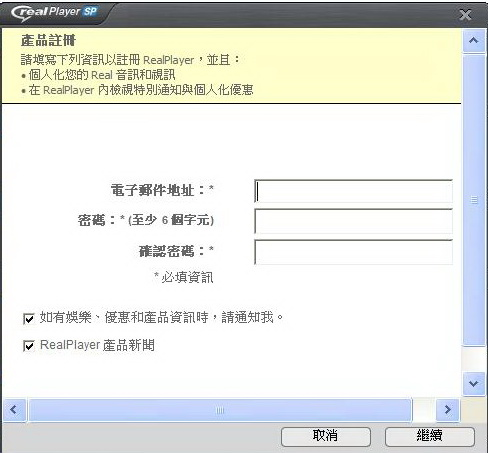 realPlayer SP
產品註冊
請填寫下列資訊以註冊 RealPlayer，並且：
• 個人化您的 Real 音訊和視訊
• 在 RealPlayer 內檢視特別通知與個人化優惠
電子郵件地址：*
密碼：* (至少 6 個字元)
確認密碼：*
* 必填資訊
如有娛樂、優惠和產品資訊時，請通知我。
RealPlayer 產品新聞
取消
繼續